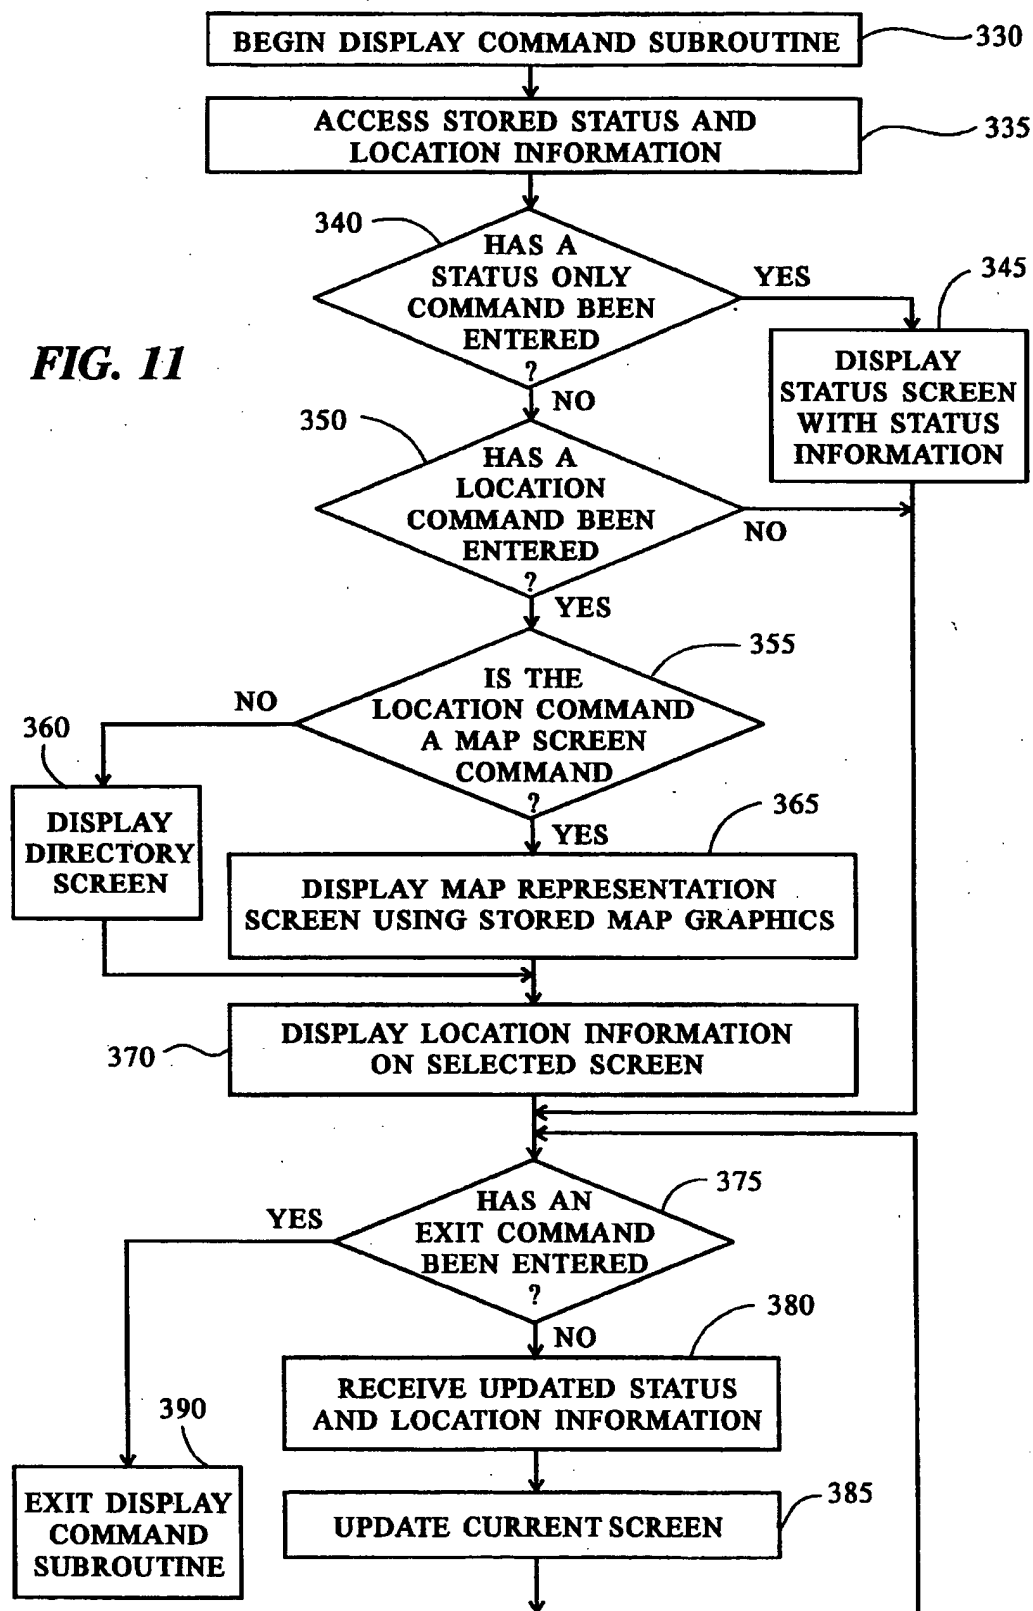 BEGIN DISPLAY COMMAND SUBROUTINE
330
ACCESS STORED STATUS AND
LOCATION INFORMATION
335
340
HAS A
STATUS ONLY
COMMAND BEEN
ENTERED
?
YES
345
DISPLAY
STATUS SCREEN
WITH STATUS
INFORMATION
FIG. 11
NO
350
HAS A
LOCATION
COMMAND BEEN
ENTERED
?
NO
YES
355
IS THE
LOCATION COMMAND
A MAP SCREEN
COMMAND
?
NO
360
DISPLAY
DIRECTORY
SCREEN
YES
365
DISPLAY MAP REPRESENTATION
SCREEN USING STORED MAP GRAPHICS
DISPLAY LOCATION INFORMATION
ON SELECTED SCREEN
370
375
HAS AN
EXIT COMMAND
BEEN ENTERED
?
YES
NO
380
RECEIVE UPDATED STATUS
AND LOCATION INFORMATION
390
EXIT DISPLAY
COMMAND
SUBROUTINE
385
UPDATE CURRENT SCREEN